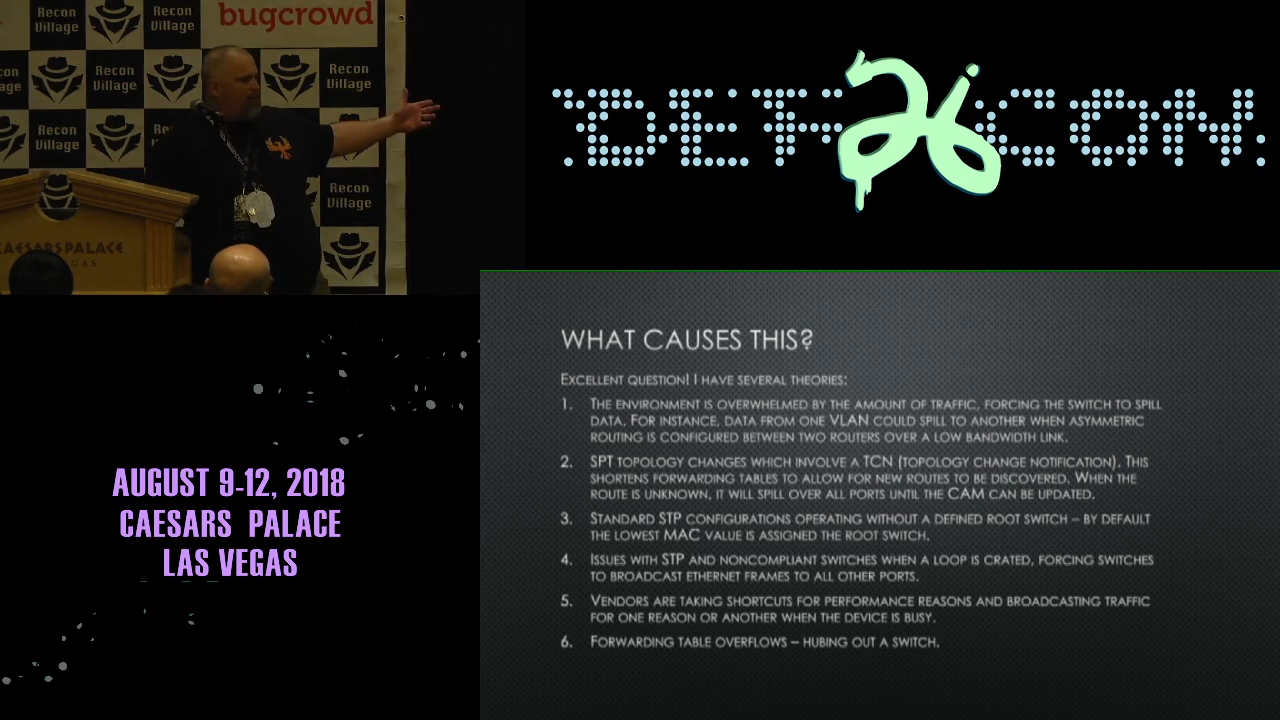 Recon
Village
bugcrowd
Recon
Village
Recon
Village
Recon
Village
Recon
Village
Recon
Village
CAESARS PALACE
DEF 26 CON
WHAT CAUSES THIS?
EXCELLENT QUESTION! I HAVE SEVERAL THEORIES:
1. THE ENVIRONMENT IS OVERWHELMED BY THE AMOUNT OF TRAFFIC, FORCING THE SWITCH TO SPILL
DATA. FOR INSTANCE, DATA FROM ONE VLAN COULD SPILL TO ANOTHER WHEN ASYMMETRIC
ROUTING IS CONFIGURED BETWEEN TWO ROUTERS OVER A LOW BANDWIDTH LINK.
2. SPT TOPOLOGY CHANGES WHICH INVOLVE A TCN (TOPOLOGY CHANGE NOTIFICATION). THIS
SHORTENS FORWARDING TABLES TO ALLOW FOR NEW ROUTES TO BE DISCOVERED. WHEN THE
ROUTE IS UNKNOWN, IT WILL SPILL OVER ALL PORTS UNTIL THE CAM CAN BE UPDATED.
3. STANDARD STP CONFIGURATIONS OPERATING WITHOUT A DEFINED ROOT SWITCH – BY DEFAULT
THE LOWEST MAC VALUE IS ASSIGNED THE ROOT SWITCH.
4. ISSUES WITH STP AND NONCOMPLIANT SWITCHES WHEN A LOOP IS CRATED, FORCING SWITCHES
TO BROADCAST ETHERNET FRAMES TO ALL OTHER PORTS.
5. VENDORS ARE TAKING SHORTCUTS FOR PERFORMANCE REASONS AND BROADCASTING TRAFFIC
FOR ONE REASON OR ANOTHER WHEN THE DEVICE IS BUSY.
6. FORWARDING TABLE OVERFLOWS – HUBING OUT A SWITCH.
AUGUST 9-12, 2018
CAESARS PALACE
LAS VEGAS